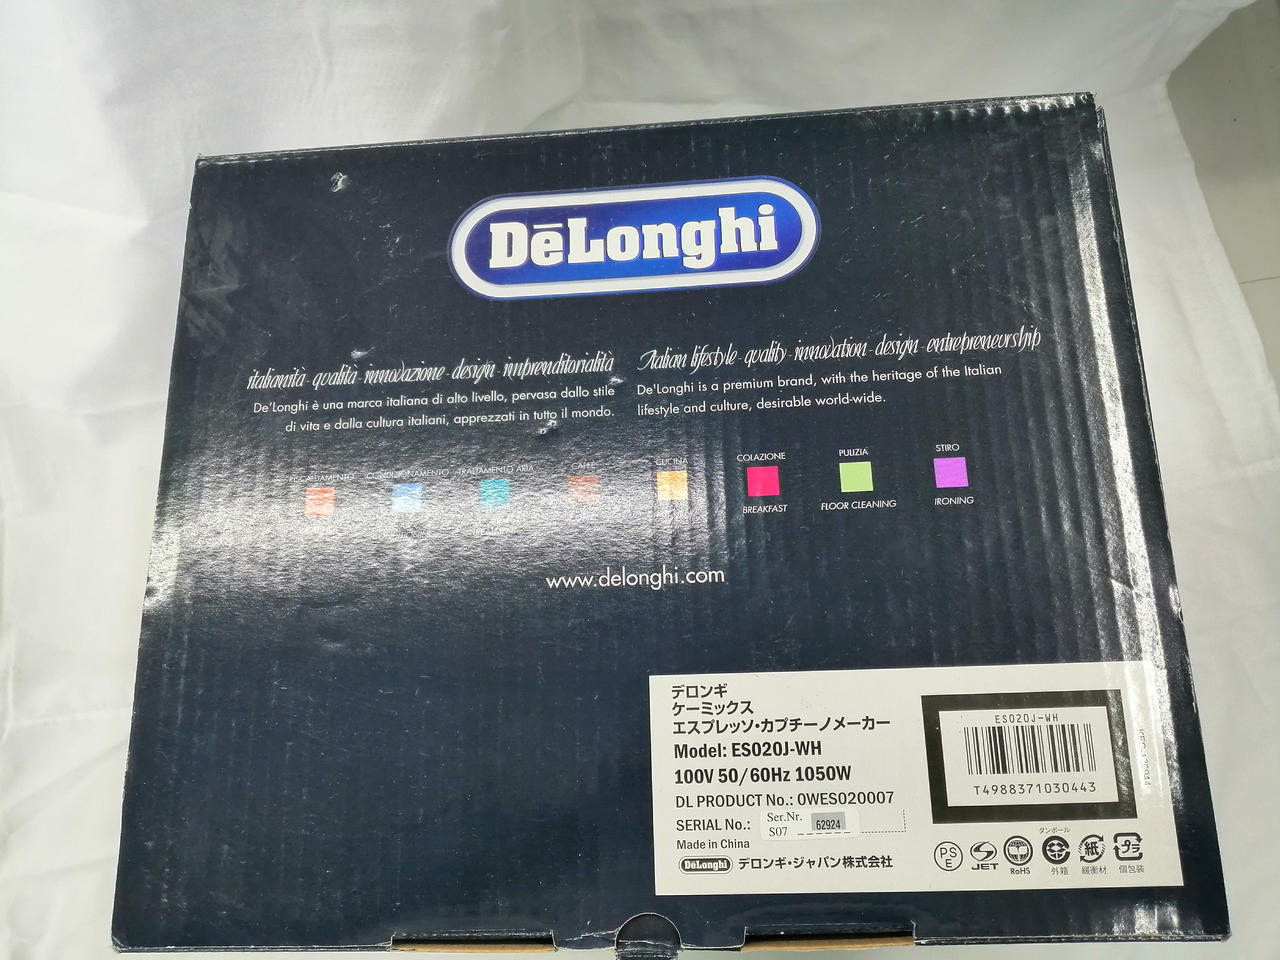 DēLonghi
italianità - qualità - innovazione - design - imprenditorialità
De'Longhi è una marca italiana di alto livello, pervasa dallo stile
di vita e dalla cultura italiani, apprezzati in tutto il mondo.
Italian lifestyle - quality - innovation - design - entrepreneurship
De'Longhi is a premium brand, with the heritage of the Italian
lifestyle and culture, desirable world-wide.
RISCALDAMENTO
CONDIZIONAMENTO
TRATTAMENTO ARIA
CAFFÈ
CUCINA
COLAZIONE
PULIZIA
STIRO
BREAKFAST
FLOOR CLEANING
IRONING
www.delonghi.com
デロンギ
ケーミックス
エスプレッソ・カプチーノメーカー
Model: ES020J-WH
100V 50/60Hz 1050W
DL PRODUCT No.: 0WES020007
SERIAL No.:
Ser.Nr.
S07
62924
Made in China
DeLonghi デロンギ・ジャパン株式会社
ES020J-WH
T4988371030443
PS
E
JET
RoHS
ダンボール
外箱
紙
緩衝材
プラ
個包装